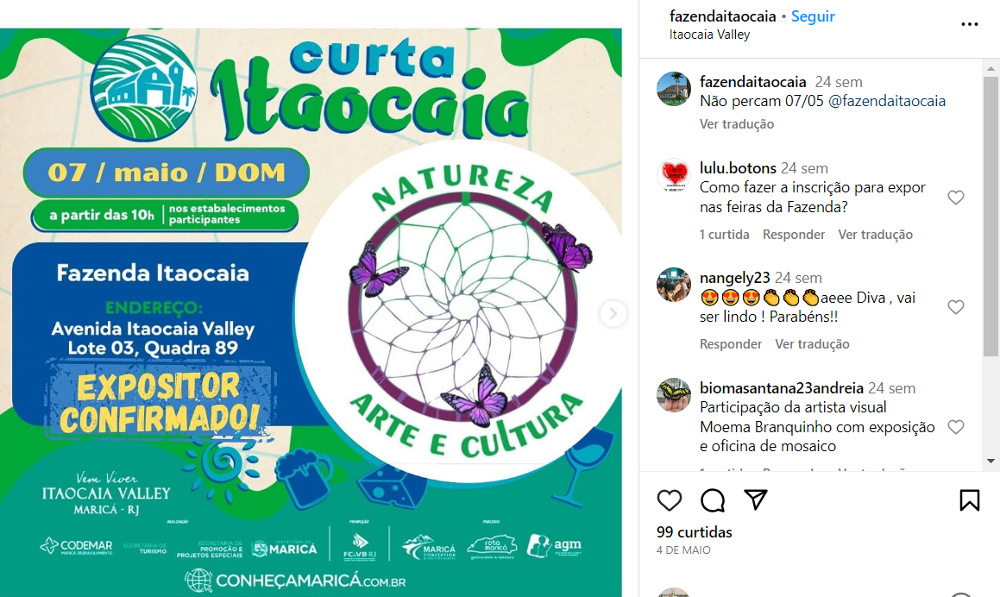 curta
Itaocaia
07 / maio / DOM
a partir das 10h
nos estabalecimentos
participantes
Fazenda Itaocaia
ENDEREÇO:
Avenida Itaocaia Valley
Lote 03, Quadra 89
EXPOSITOR
CONFIRMADO!
NATUREZA
ARTE E CULTURA
Vem Viver
ITAOCAIA VALLEY
MARICÁ - RJ
REALIZAÇÃO
PROMOÇÃO
PARCERIA
CODEMAR
MARICÁ DESENVOLVIMENTO
SECRETARIA DE
TURISMO
SECRETARIA DE
PROMOÇÃO E
PROJETOS ESPECIAIS
MARICÁ
FC&VB-RJ
MARICÁ
CONVENTION
rota
maricá
agm
CONHEÇAMARICÁ.COM.BR
fazendaitaocaia • Seguir
Itaocaia Valley
fazendaitaocaia 24 sem
Não percam 07/05 @fazendaitaocaia
Ver tradução
lulu.botons 24 sem
Como fazer a inscrição para expor
nas feiras da Fazenda?
1 curtida Responder Ver tradução
nangely23 24 sem
😍😍😍👏👏👏aeee Diva , vai
ser lindo ! Parabéns!!
Responder Ver tradução
biomasantana23andreia 24 sem
Participação da artista visual
Moema Branquinho com exposição
e oficina de mosaico
99 curtidas
4 DE MAIO